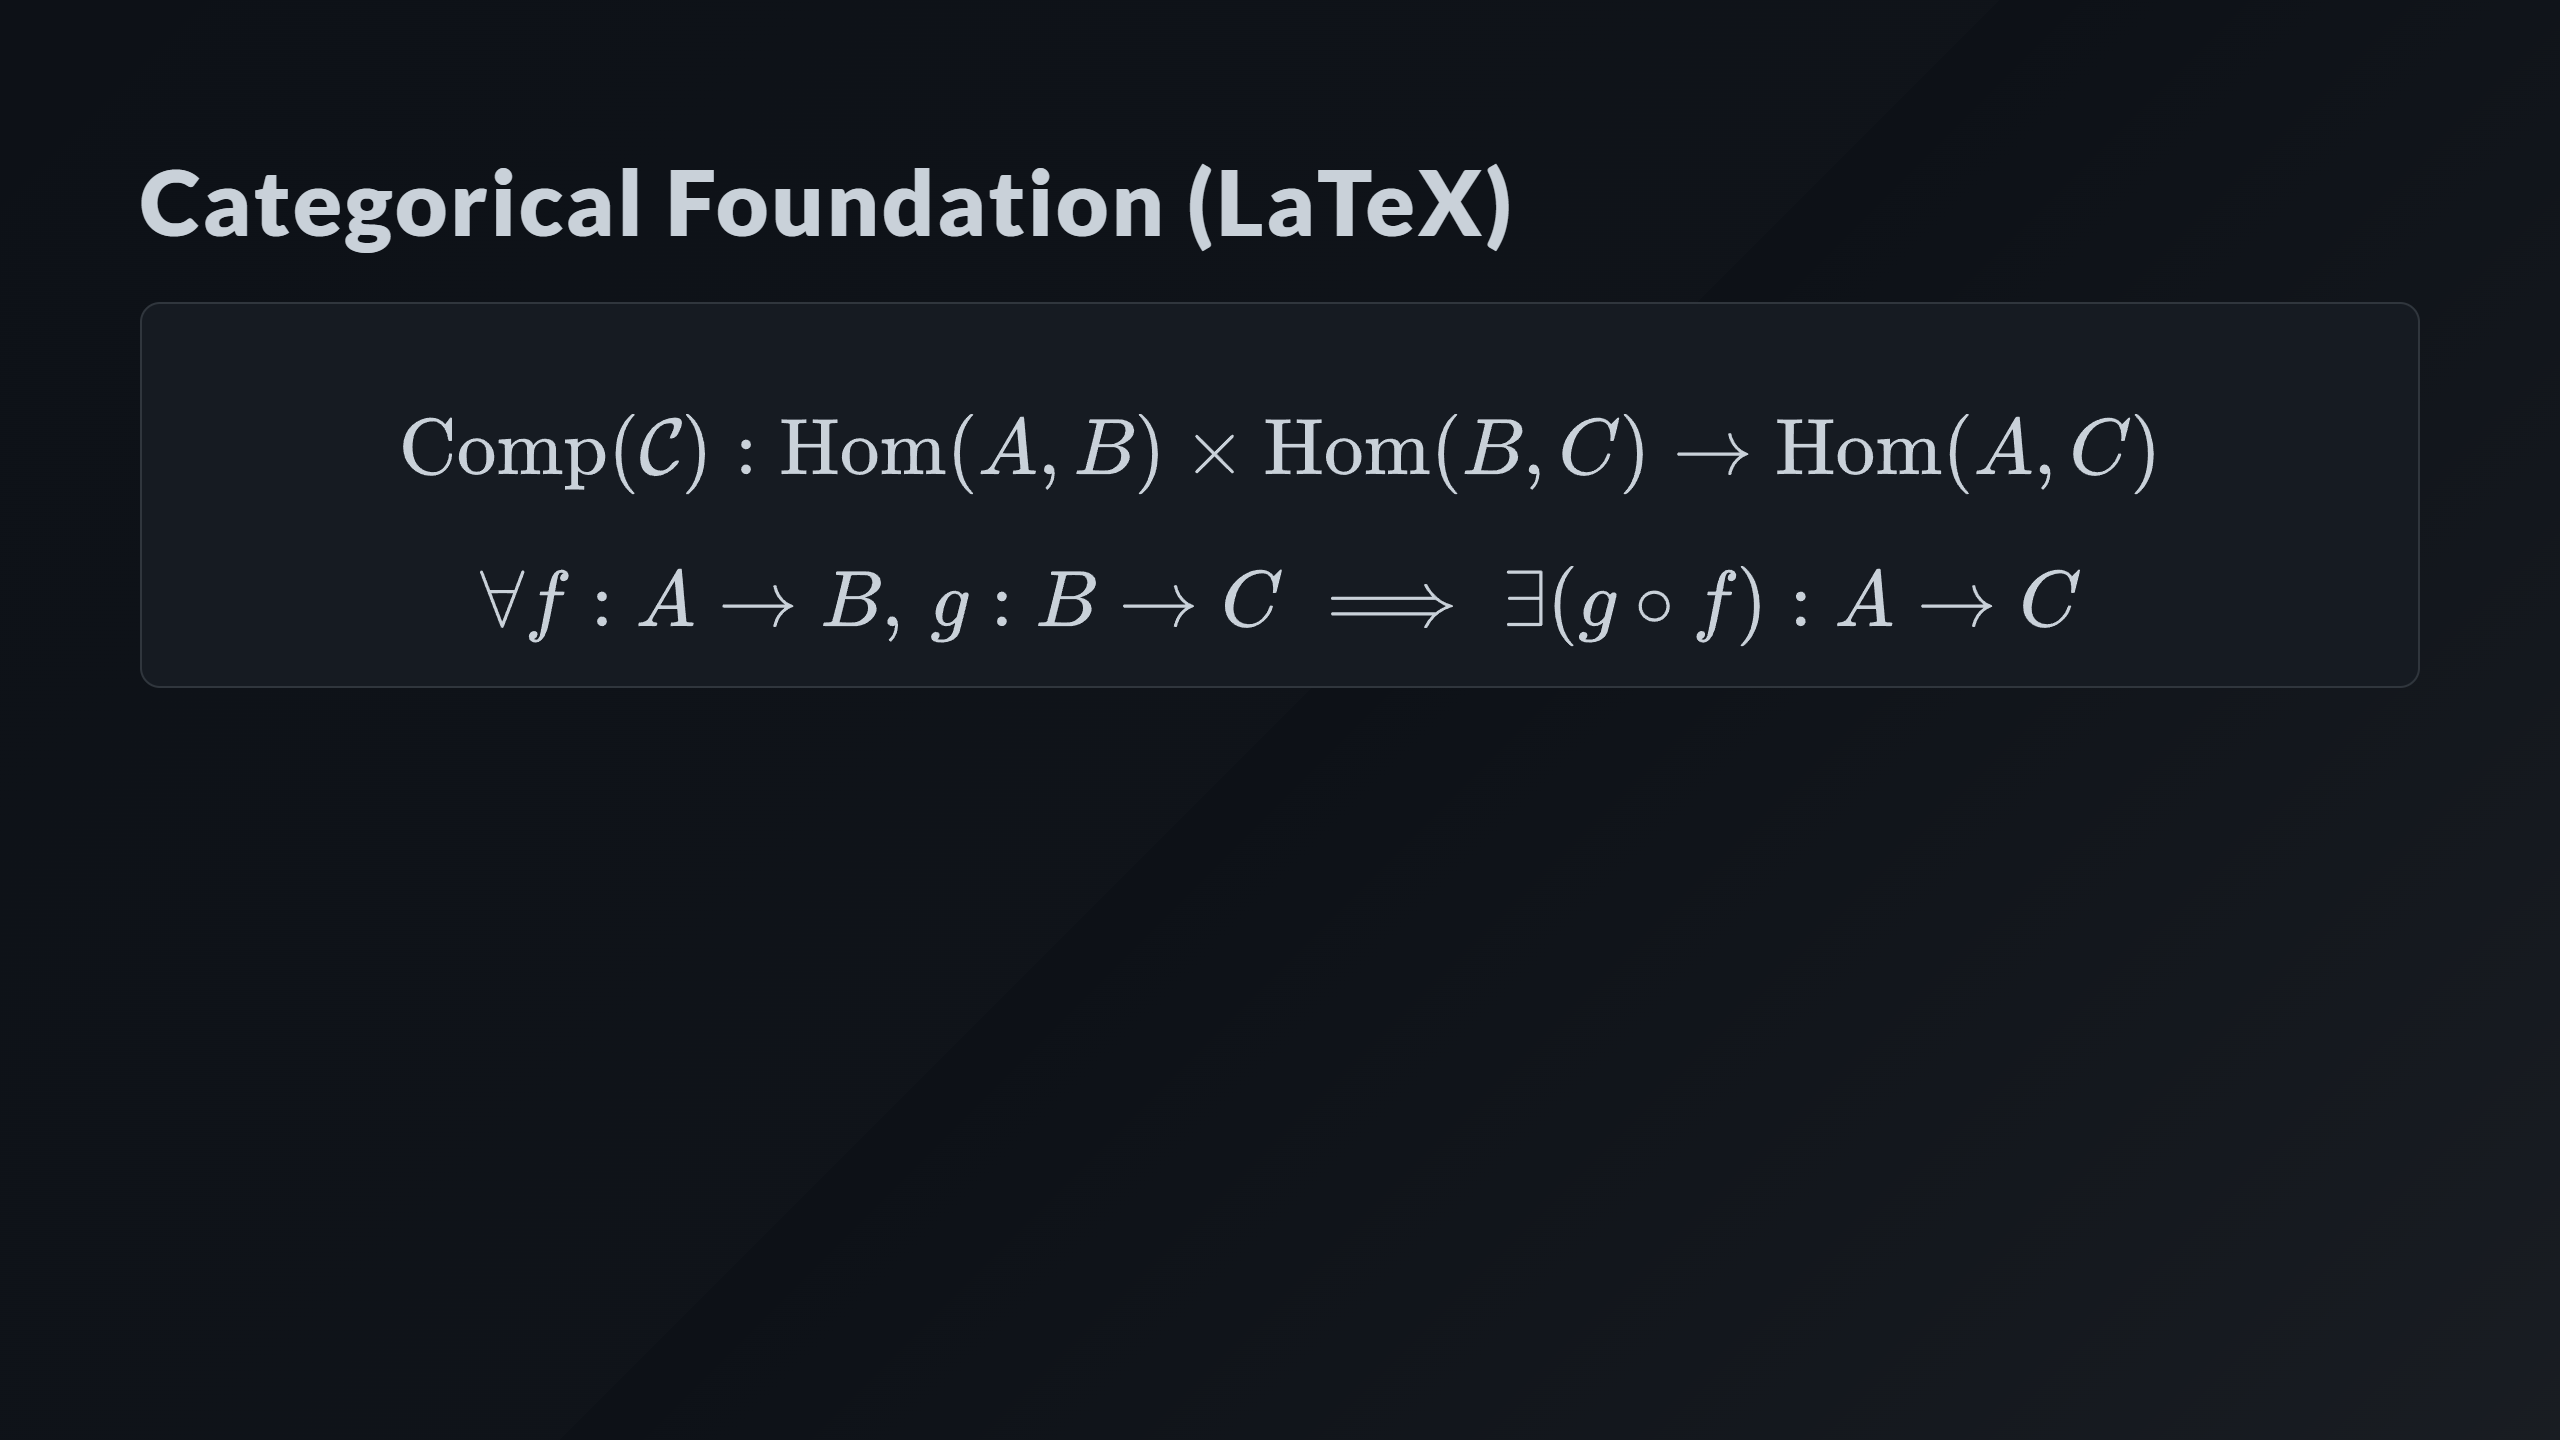 Categorical Foundation (LaTeX)
Comp(𝒞) : Hom(A, B) × Hom(B, C) → Hom(A, C)
∀f : A → B, g : B → C ⟹ ∃(g ∘ f) : A → C